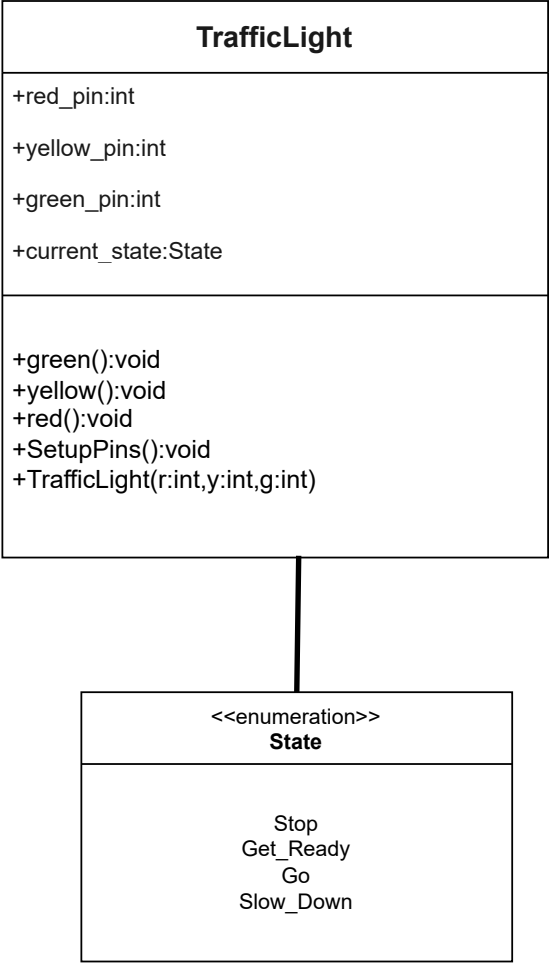 TrafficLight
+red_pin:int
+yellow_pin:int
+green_pin:int
+current_state:State
+green():void
+yellow():void
+red():void
+SetupPins():void
+TrafficLight(r:int,y:int,g:int)
<<enumeration>>
State
Stop
Get_Ready
Go
Slow_Down